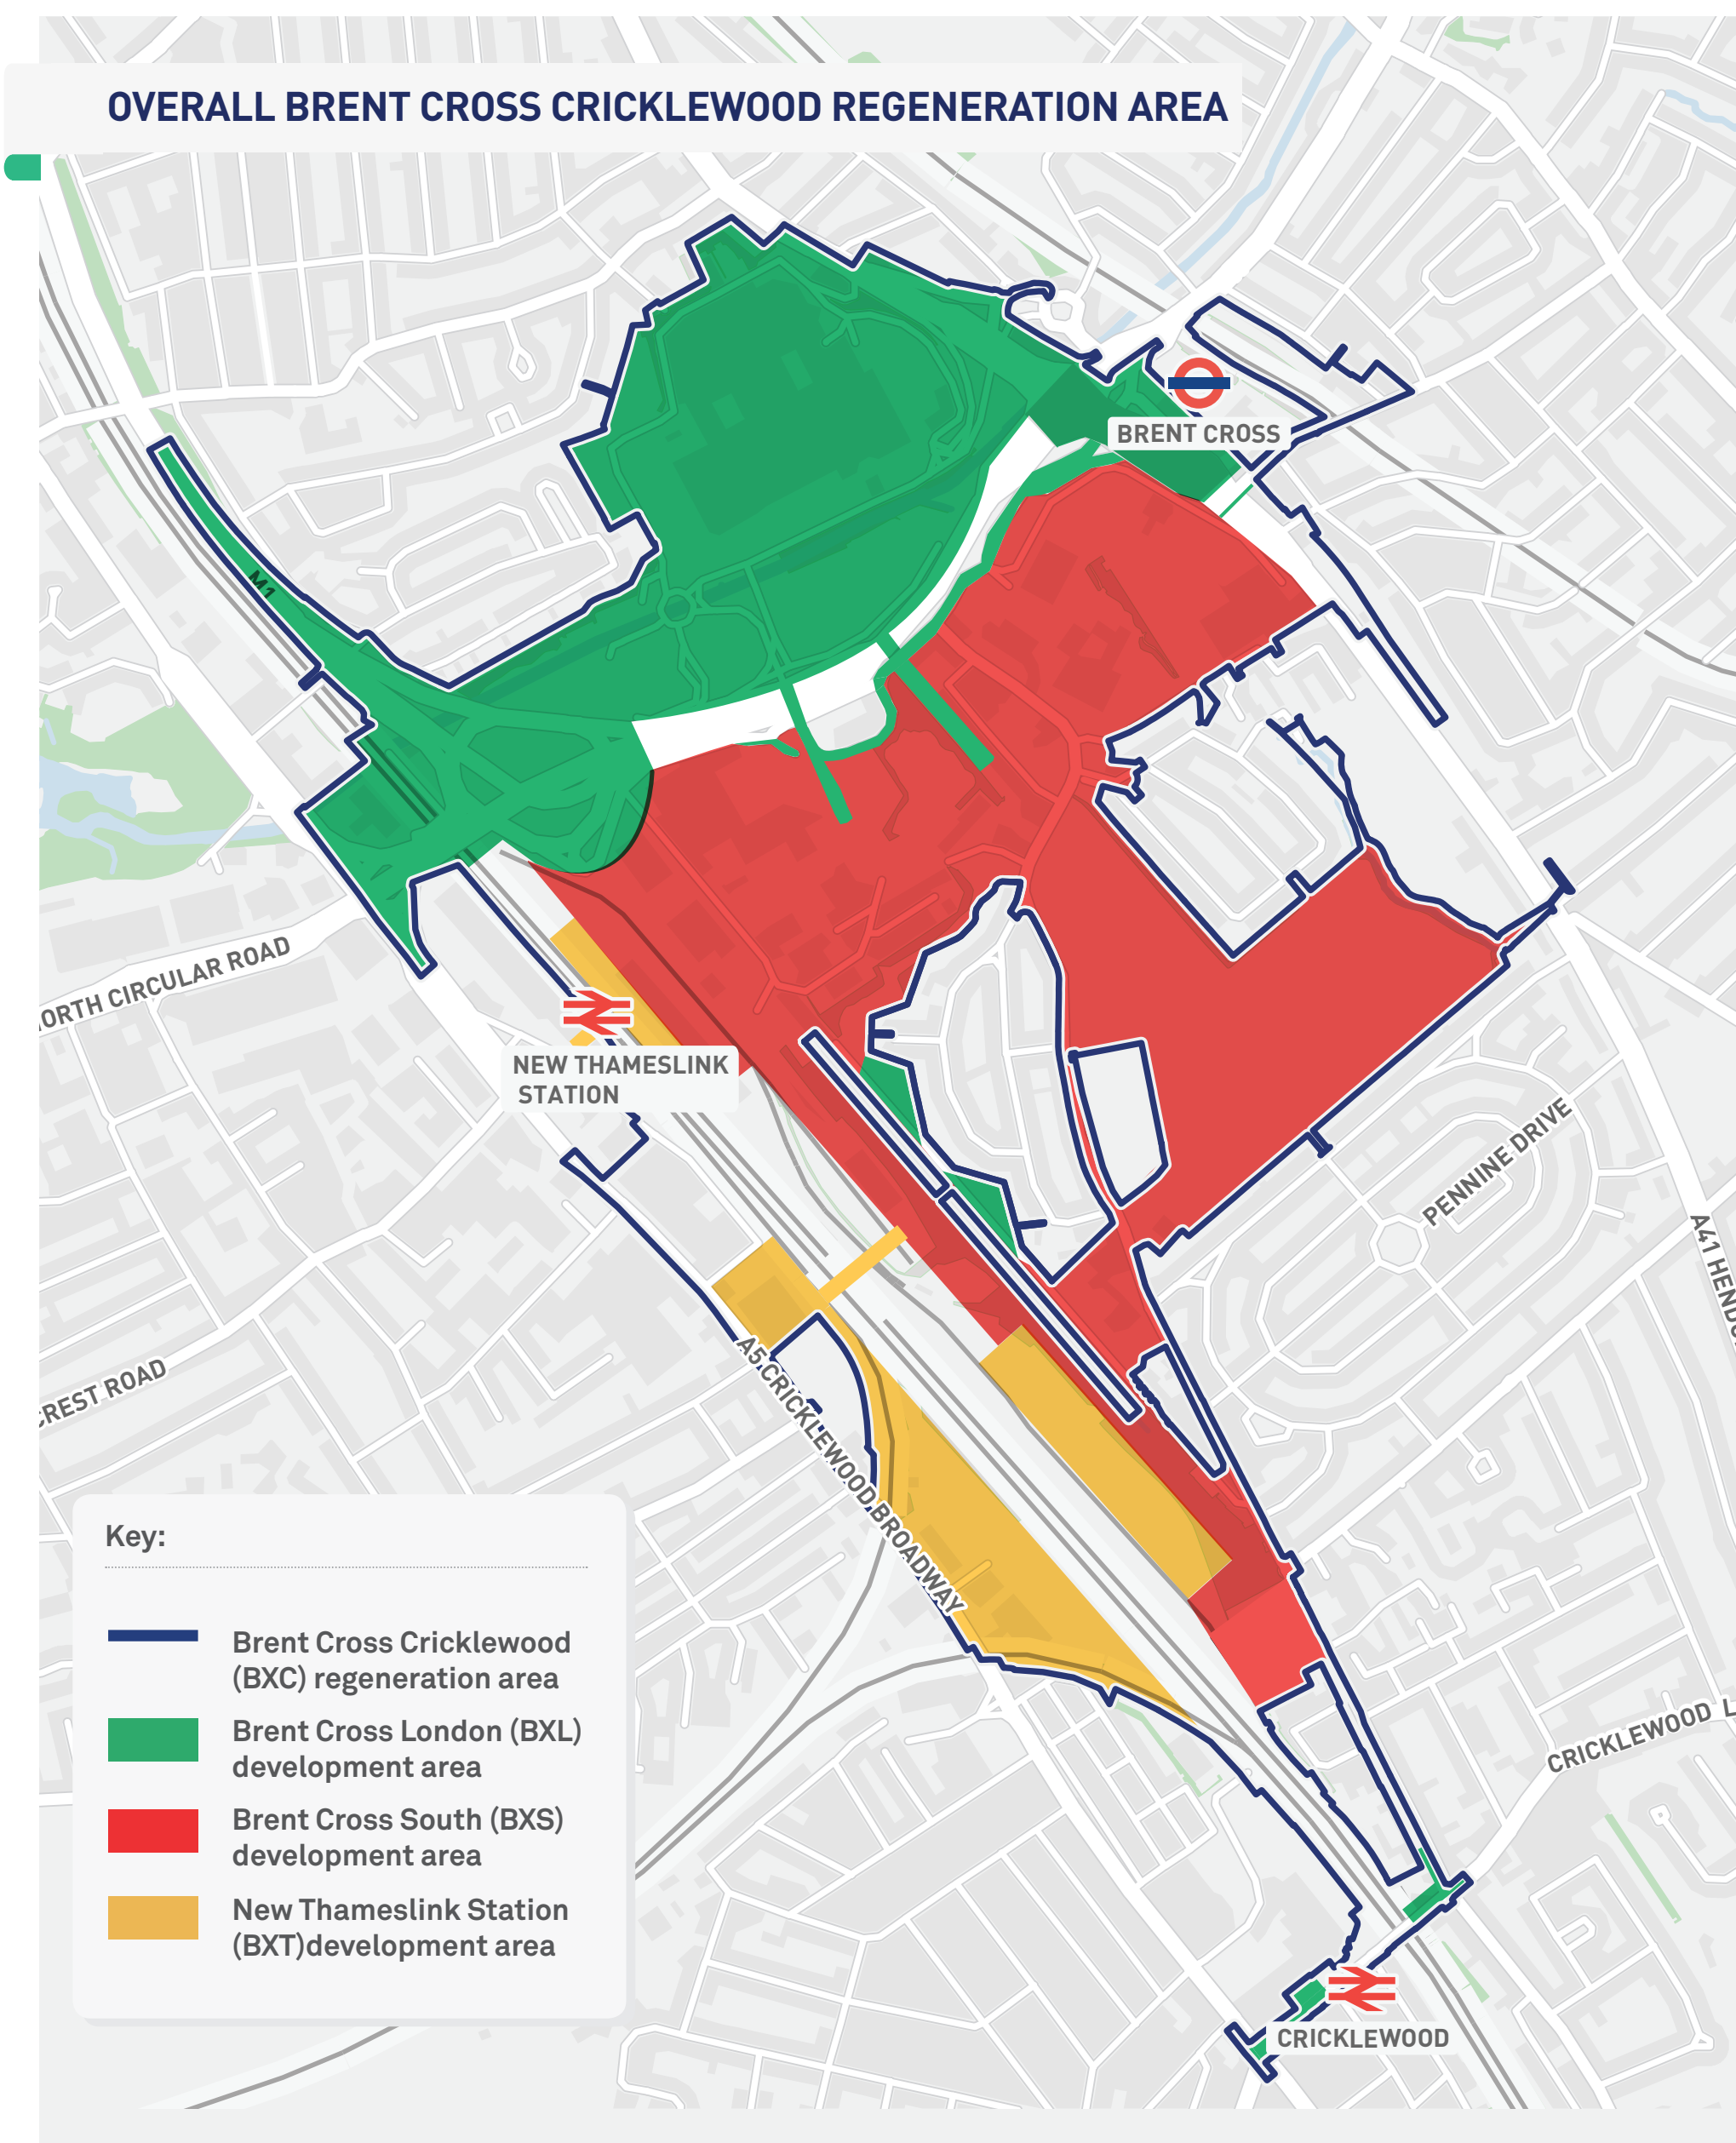 OVERALL BRENT CROSS CRICKLEWOOD REGENERATION AREA
BRENT CROSS
M1
ORTH CIRCULAR ROAD
NEW THAMESLINK
STATION
PENNINE DRIVE
A41 HENDO
CREST ROAD
A5 CRICKLEWOOD BROADWAY
CRICKLEWOOD L
CRICKLEWOOD
Key:
Brent Cross Cricklewood
(BXC) regeneration area
Brent Cross London (BXL)
development area
Brent Cross South (BXS)
development area
New Thameslink Station
(BXT)development area